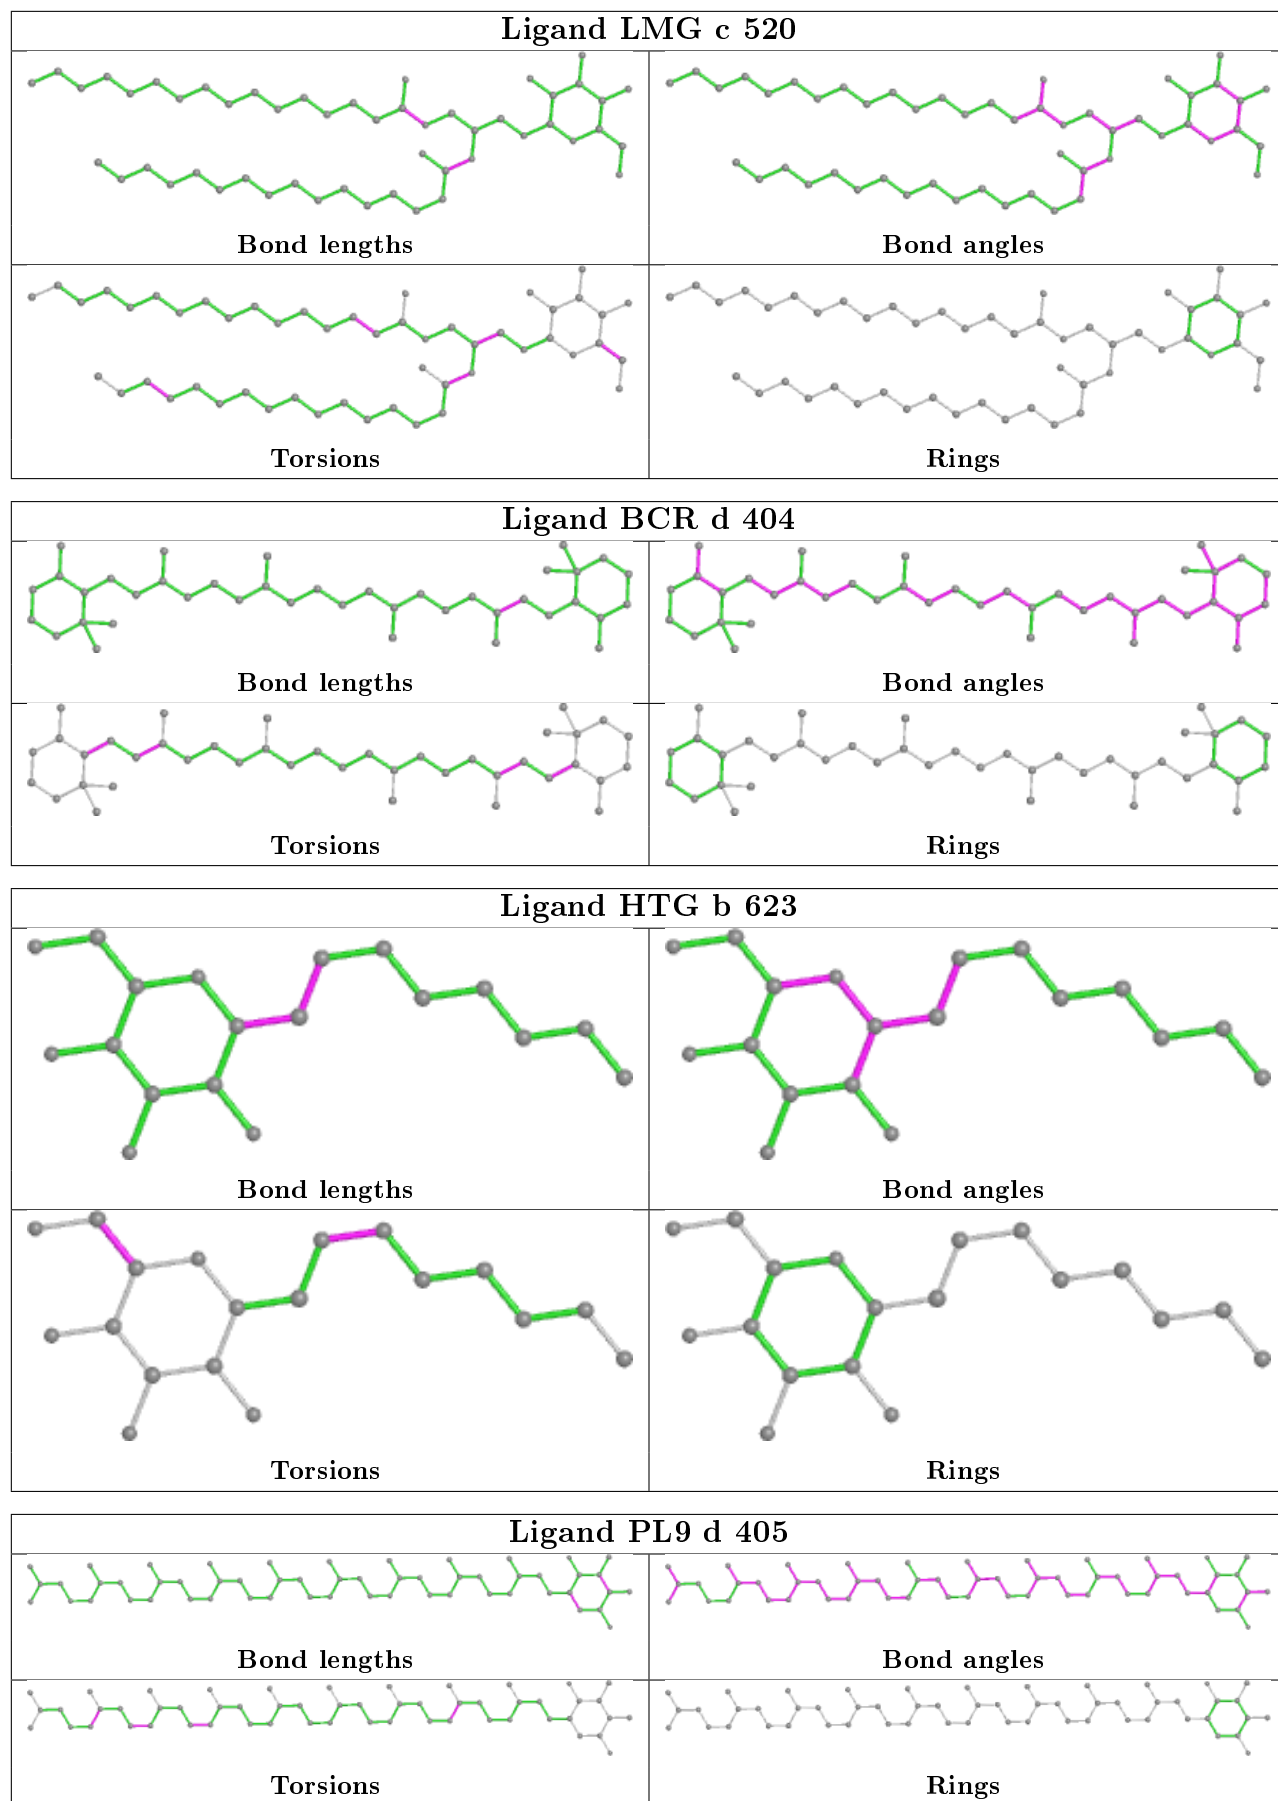 Ligand LMG c 520
Bond lengths
Bond angles
Torsions
Rings
Ligand BCR d 404
Bond lengths
Bond angles
Torsions
Rings
Ligand HTG b 623
Bond lengths
Bond angles
Torsions
Rings
Ligand PL9 d 405
Bond lengths
Bond angles
Torsions
Rings